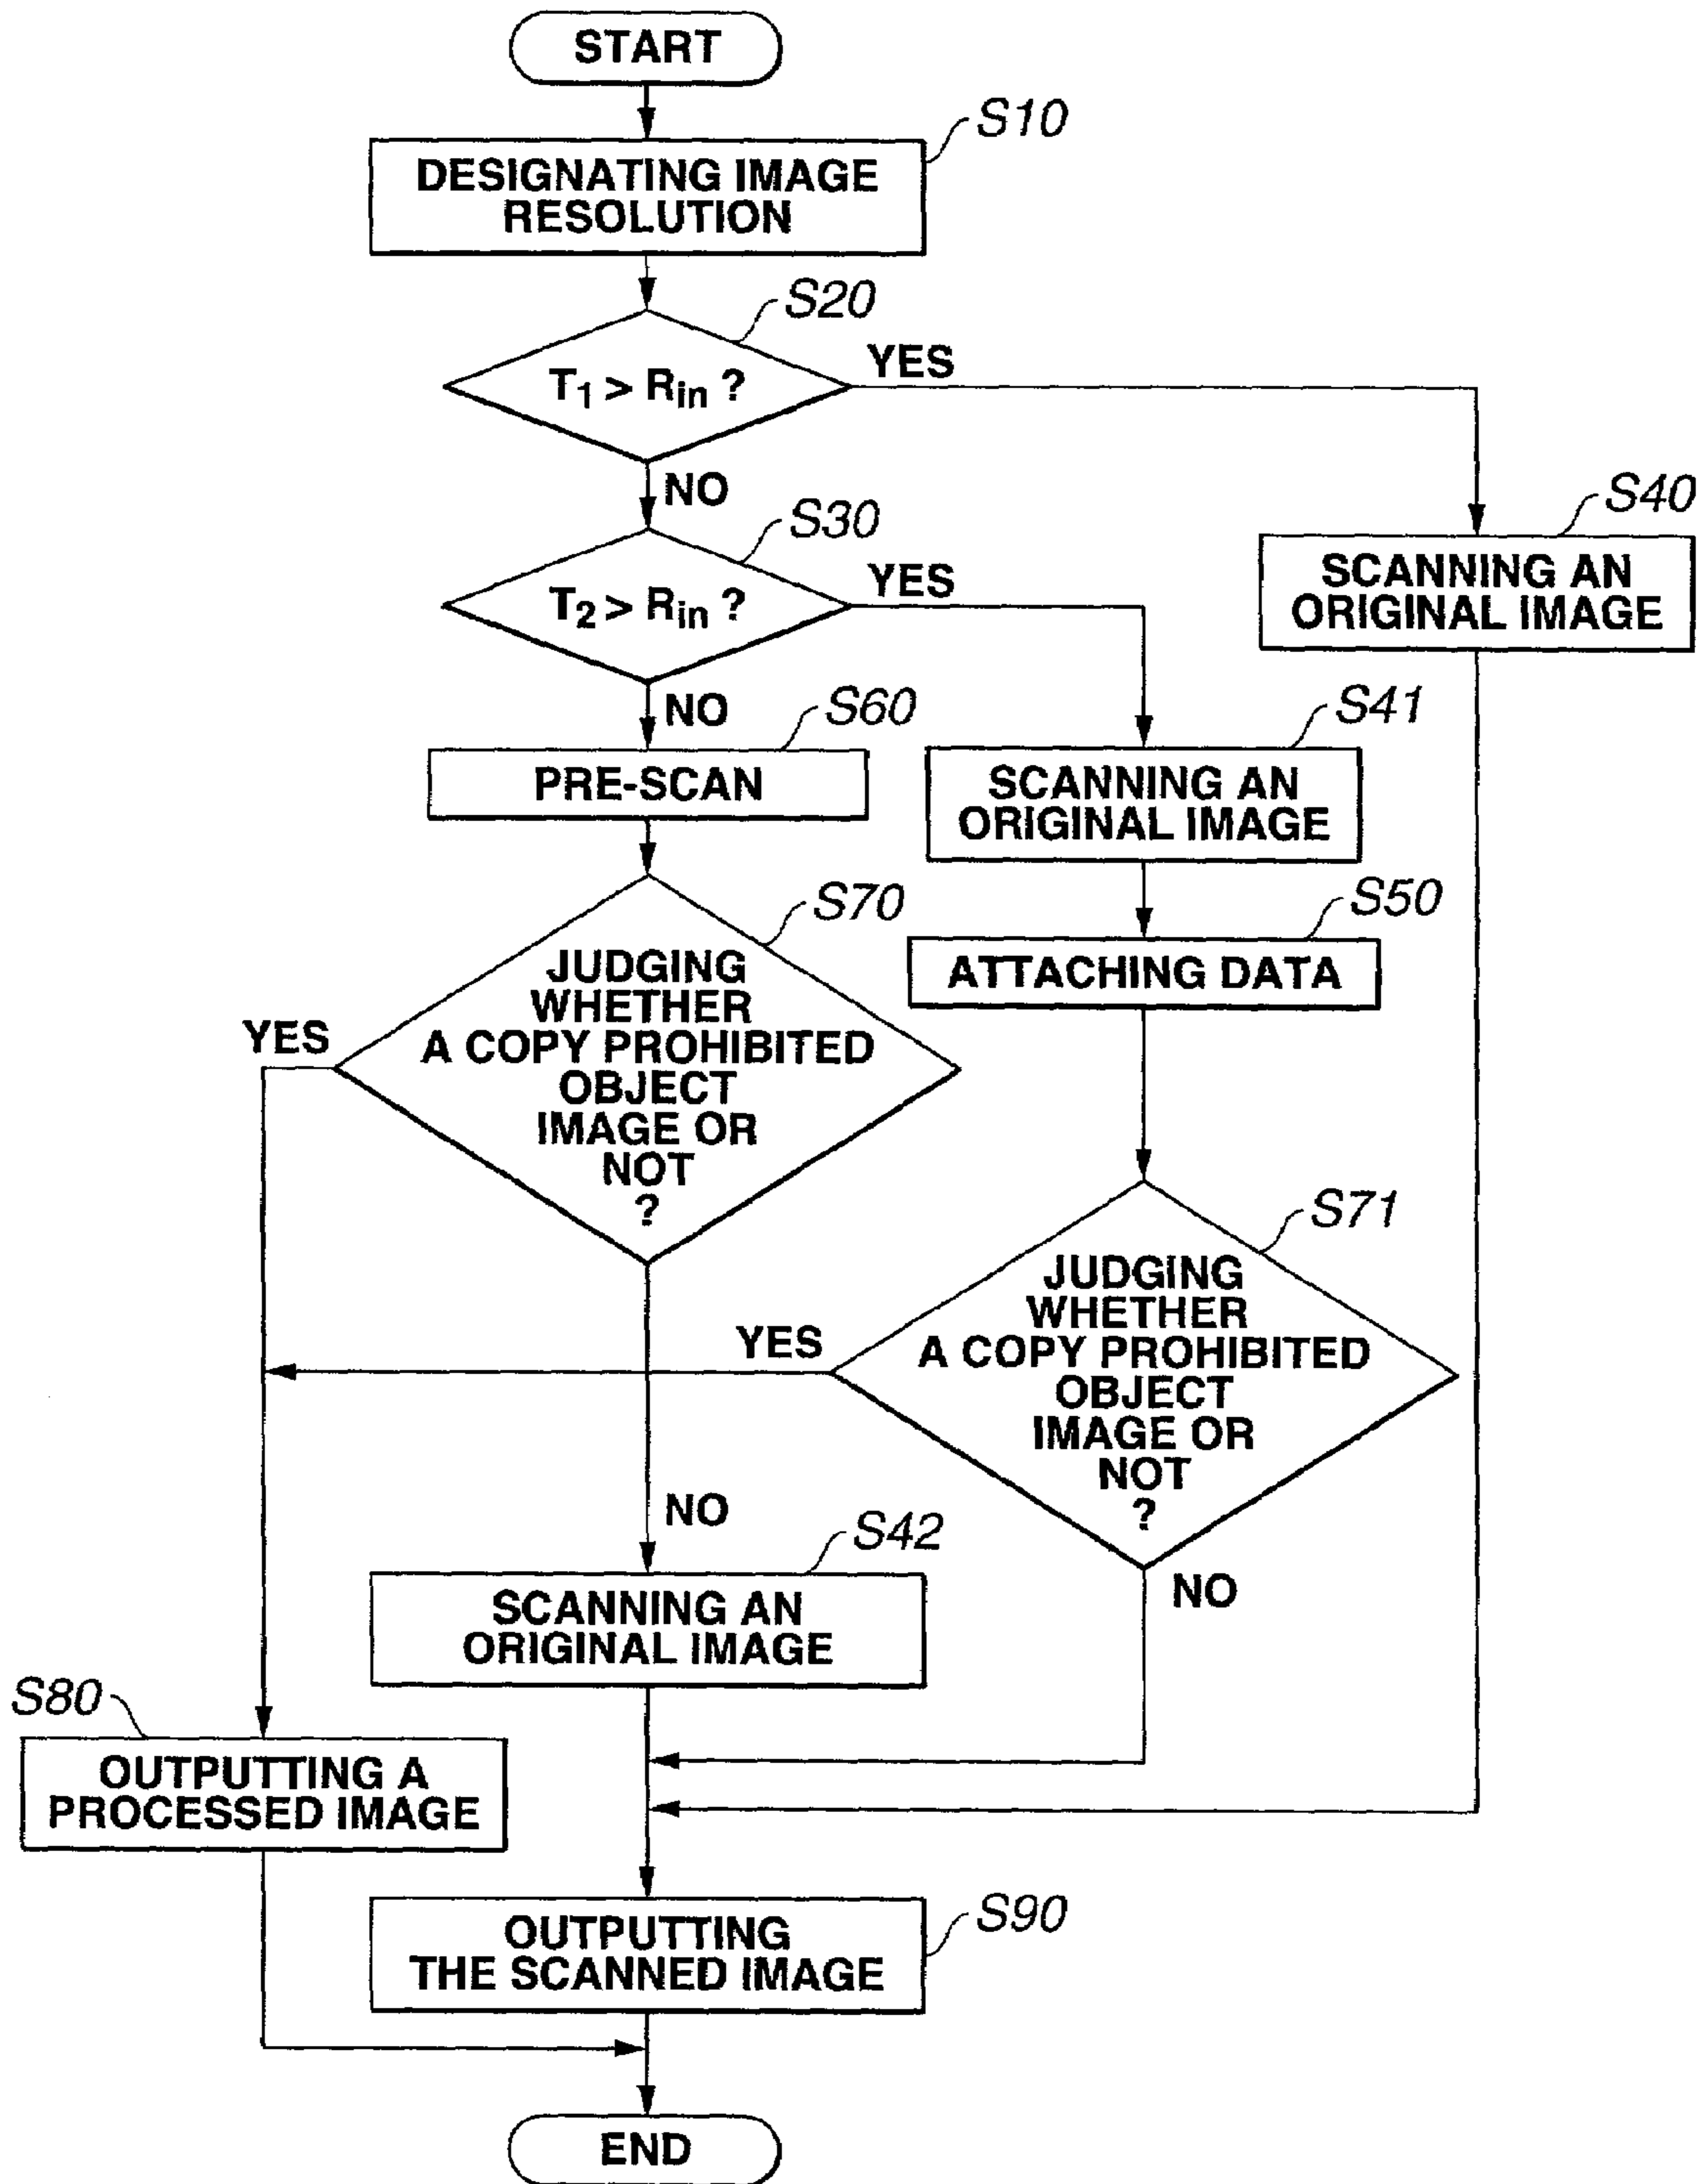 START
S10
DESIGNATING IMAGE
RESOLUTION
S20
T1 > Rin ?
YES
NO
S30
T2 > Rin ?
YES
S40
SCANNING AN
ORIGINAL IMAGE
NO
S60
PRE-SCAN
S41
SCANNING AN
ORIGINAL IMAGE
S70
JUDGING
WHETHER
A COPY PROHIBITED
OBJECT
IMAGE OR
NOT
?
YES
S50
ATTACHING DATA
S71
JUDGING
WHETHER
A COPY PROHIBITED
OBJECT
IMAGE OR
NOT
?
YES
NO
NO
S42
SCANNING AN
ORIGINAL IMAGE
S80
OUTPUTTING A
PROCESSED IMAGE
S90
OUTPUTTING
THE SCANNED IMAGE
END